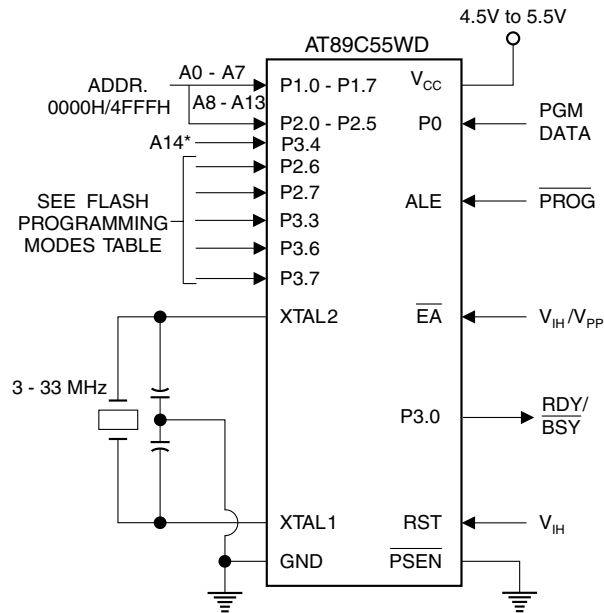 4.5V to 5.5V
AT89C55WD
ADDR.
0000H/4FFFH
A0 - A7
A8 - A13
A14*
SEE FLASH
PROGRAMMING
MODES TABLE
3 - 33 MHz
P1.0 - P1.7
P2.0 - P2.5
P3.4
P2.6
P2.7
P3.3
P3.6
P3.7
XTAL2
XTAL1
GND
VCC
P0
ALE
EA
P3.0
RST
PSEN
PGM
DATA
PROG
VIH/VPP
RDY/
BSY
VIH